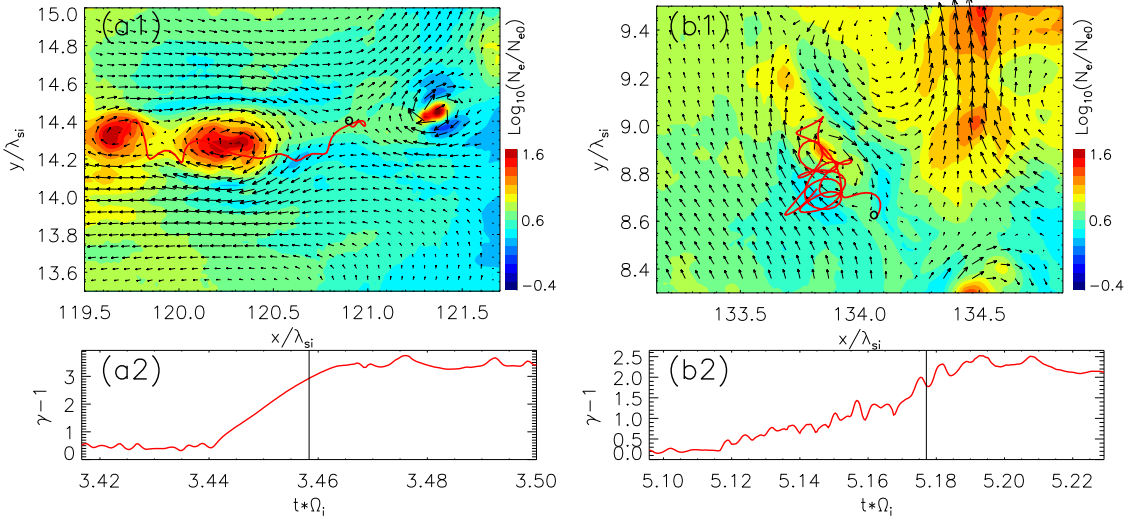 (a1)
15.0
14.8
14.6
14.4
14.2
14.0
13.8
13.6
y/λsi
119.5 120.0 120.5 121.0 121.5
x/λsi
Log10(Ne/Ne0)
1.6
0.6
−0.4
(b1)
9.4
9.2
9.0
8.8
8.6
8.4
y/λsi
133.5 134.0 134.5
x/λsi
Log10(Ne/Ne0)
1.6
0.6
−0.4
(a2)
3
2
1
0
γ−1
3.42 3.44 3.46 3.48 3.50
t*Ωi
(b2)
2.5
2.0
1.5
1.0
0.5
0.0
γ−1
5.10 5.12 5.14 5.16 5.18 5.20 5.22
t*Ωi